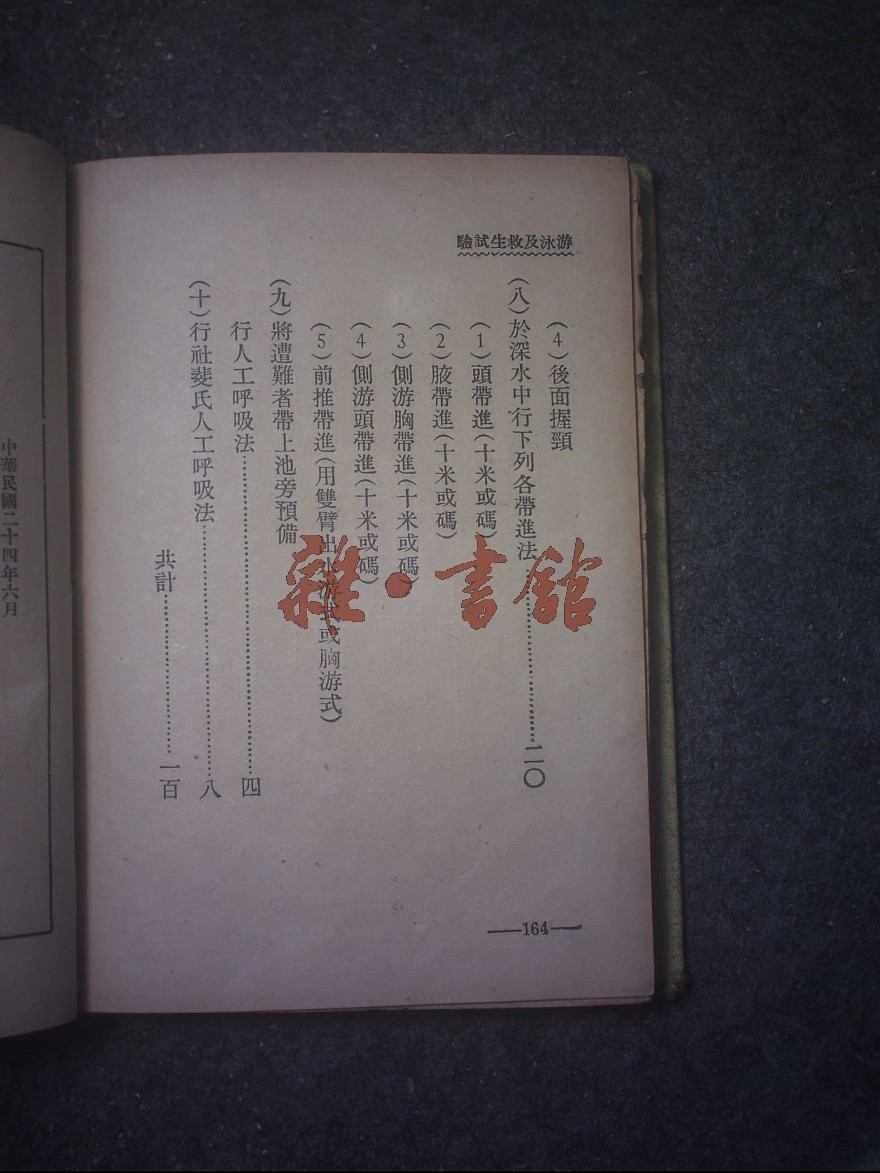 游泳及救生試驗
(4)後面握頸
(八)於深水中行下列各帶進法……………………二〇
(1)頭帶進(十米或碼)
(2)腋帶進(十米或碼)
(3)側游胸帶進(十米或碼)
(4)側游頭帶進(十米或碼)
(5)前推帶進(用雙臂出水游式或胸游式)
(九)將遭難者帶上池旁預備
行人工呼吸法……………………………………四
(十)行社斐氏人工呼吸法……………………………八
共計……………………一百
—164—
中華民國二十四年六月
雜·書館